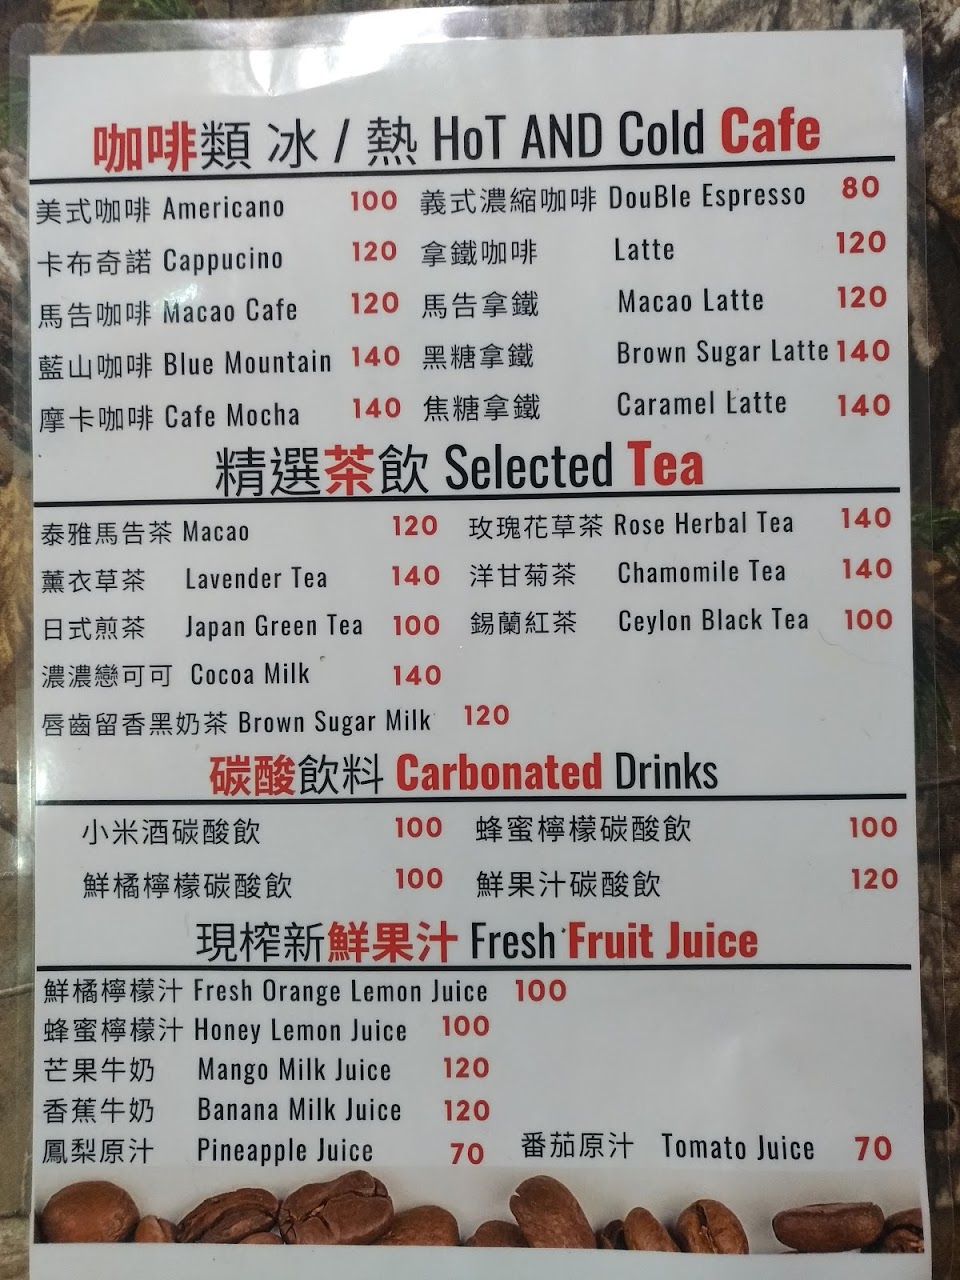 咖啡類 冰 / 熱 HoT AND Cold Cafe
美式咖啡 Americano 100 義式濃縮咖啡 DouBle Espresso 80
卡布奇諾 Cappucino 120 拿鐵咖啡 Latte 120
馬告咖啡 Macao Cafe 120 馬告拿鐵 Macao Latte 120
藍山咖啡 Blue Mountain 140 黑糖拿鐵 Brown Sugar Latte 140
摩卡咖啡 Cafe Mocha 140 焦糖拿鐵 Caramel Latte 140
精選茶飲 Selected Tea
泰雅馬告茶 Macao 120 玫瑰花草茶 Rose Herbal Tea 140
薰衣草茶 Lavender Tea 140 洋甘菊茶 Chamomile Tea 140
日式煎茶 Japan Green Tea 100 錫蘭紅茶 Ceylon Black Tea 100
濃濃戀可可 Cocoa Milk 140
唇齒留香黑奶茶 Brown Sugar Milk 120
碳酸飲料 Carbonated Drinks
小米酒碳酸飲 100 蜂蜜檸檬碳酸飲 100
鮮橘檸檬碳酸飲 100 鮮果汁碳酸飲 120
現榨新鮮果汁 Fresh Fruit Juice
鮮橘檸檬汁 Fresh Orange Lemon Juice 100
蜂蜜檸檬汁 Honey Lemon Juice 100
芒果牛奶 Mango Milk Juice 120
香蕉牛奶 Banana Milk Juice 120
鳳梨原汁 Pineapple Juice 70 番茄原汁 Tomato Juice 70